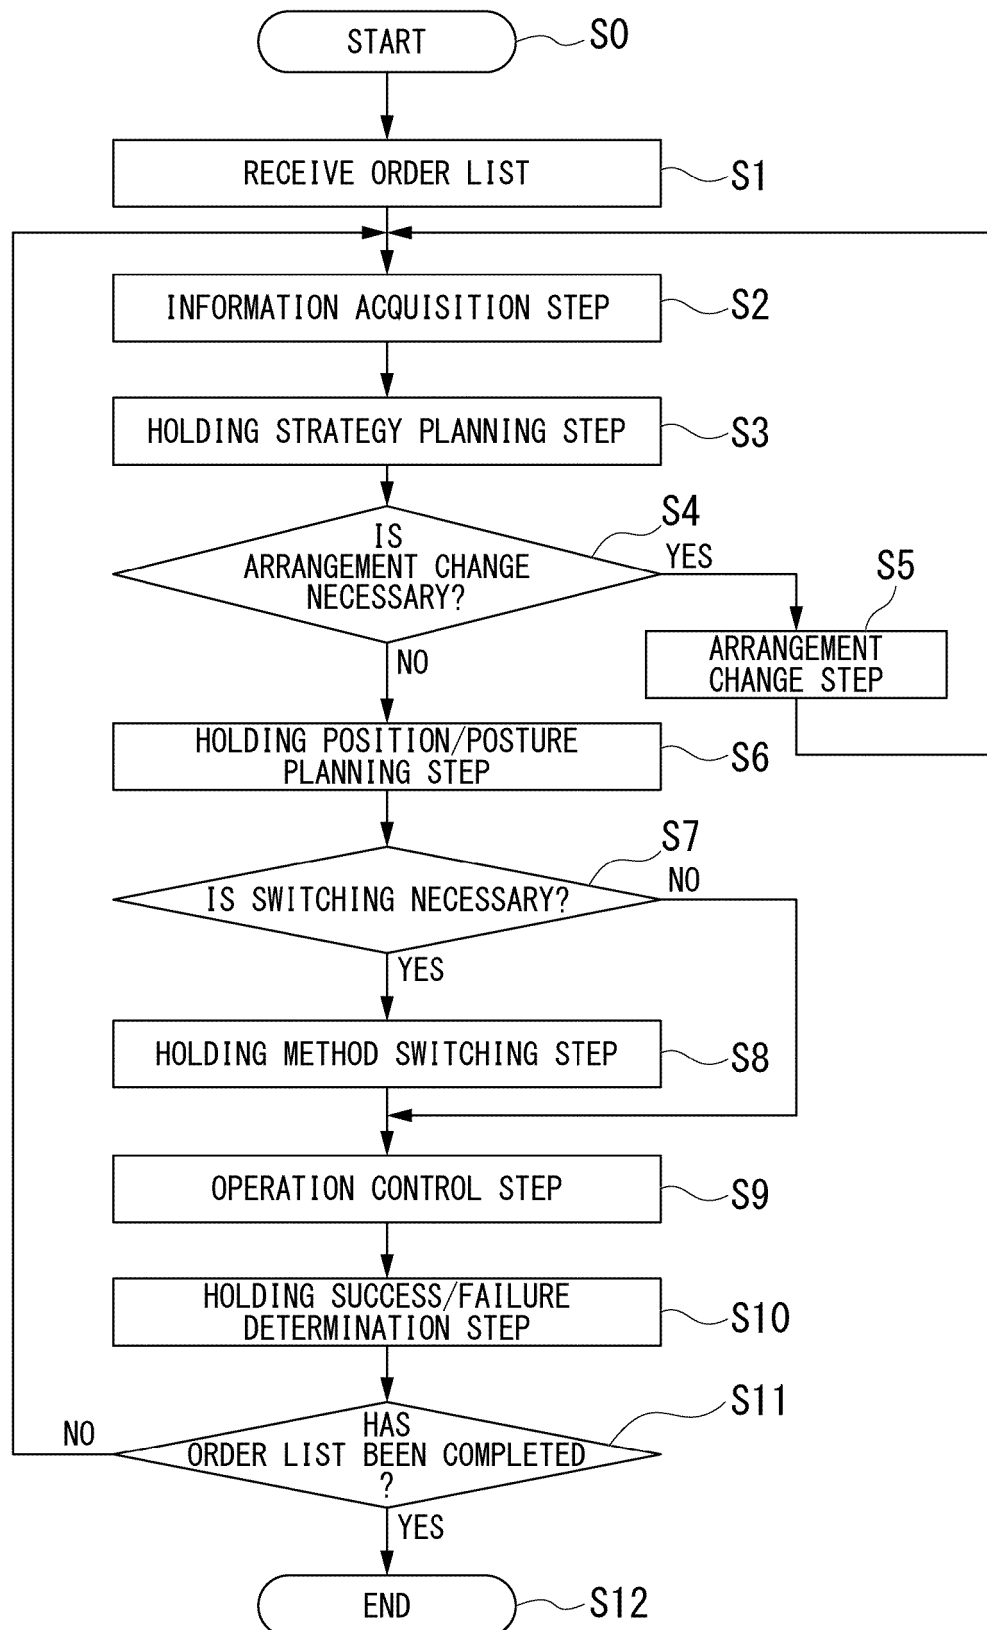 START
S0
RECEIVE ORDER LIST
S1
INFORMATION ACQUISITION STEP
S2
HOLDING STRATEGY PLANNING STEP
S3
S4
IS
ARRANGEMENT CHANGE
NECESSARY?
YES
S5
ARRANGEMENT
CHANGE STEP
NO
HOLDING POSITION/POSTURE
PLANNING STEP
S6
S7
IS SWITCHING NECESSARY?
NO
YES
HOLDING METHOD SWITCHING STEP
S8
OPERATION CONTROL STEP
S9
HOLDING SUCCESS/FAILURE
DETERMINATION STEP
S10
S11
HAS
ORDER LIST BEEN COMPLETED
?
NO
YES
END
S12